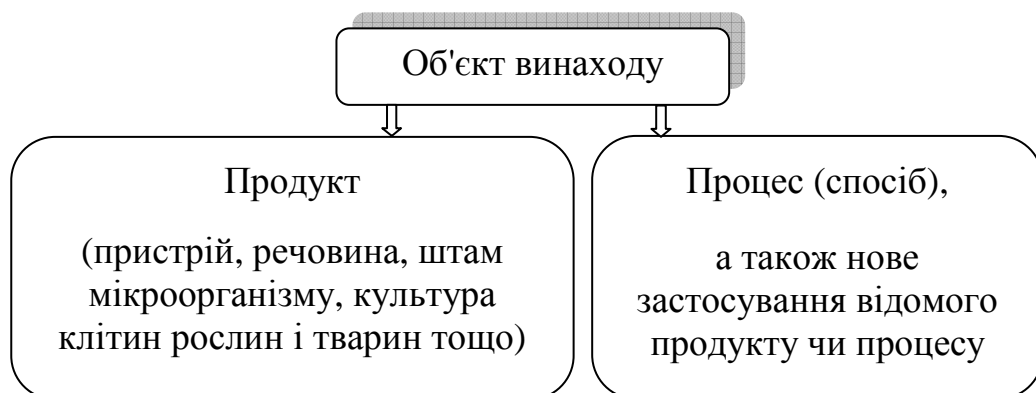 Об'єкт винаходу
Продукт
(пристрій, речовина, штам
мікроорганізму, культура
клітин рослин і тварин тощо)
Процес (спосіб),
а також нове
застосування відомого
продукту чи процесу